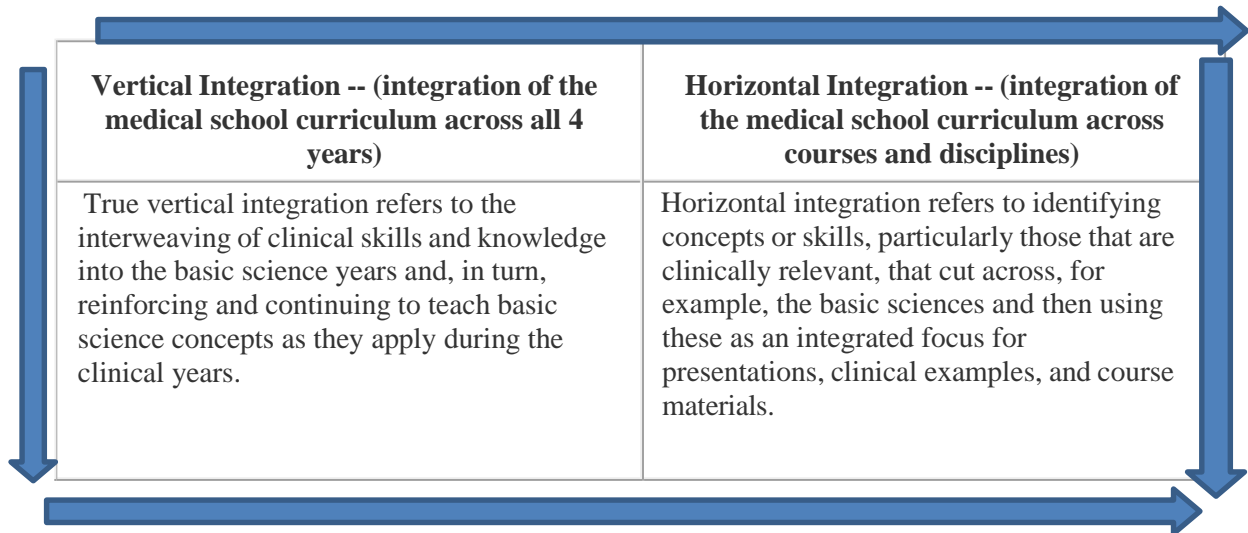 Vertical Integration -- (integration of the
medical school curriculum across all 4
years)
Horizontal Integration -- (integration of
the medical school curriculum across
courses and disciplines)
True vertical integration refers to the
interweaving of clinical skills and knowledge
into the basic science years and, in turn,
reinforcing and continuing to teach basic
science concepts as they apply during the
clinical years.
Horizontal integration refers to identifying
concepts or skills, particularly those that are
clinically relevant, that cut across, for
example, the basic sciences and then using
these as an integrated focus for
presentations, clinical examples, and course
materials.